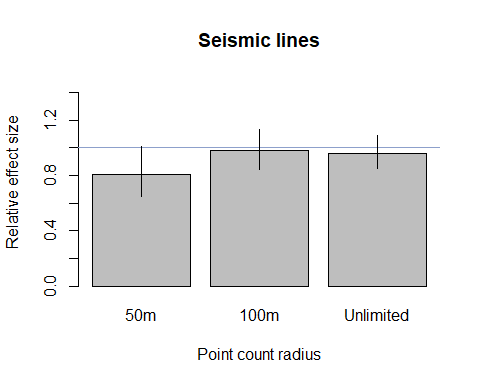 Seismic lines
Relative effect size
1.2
0.8
0.4
0.0
50m 100m Unlimited
Point count radius